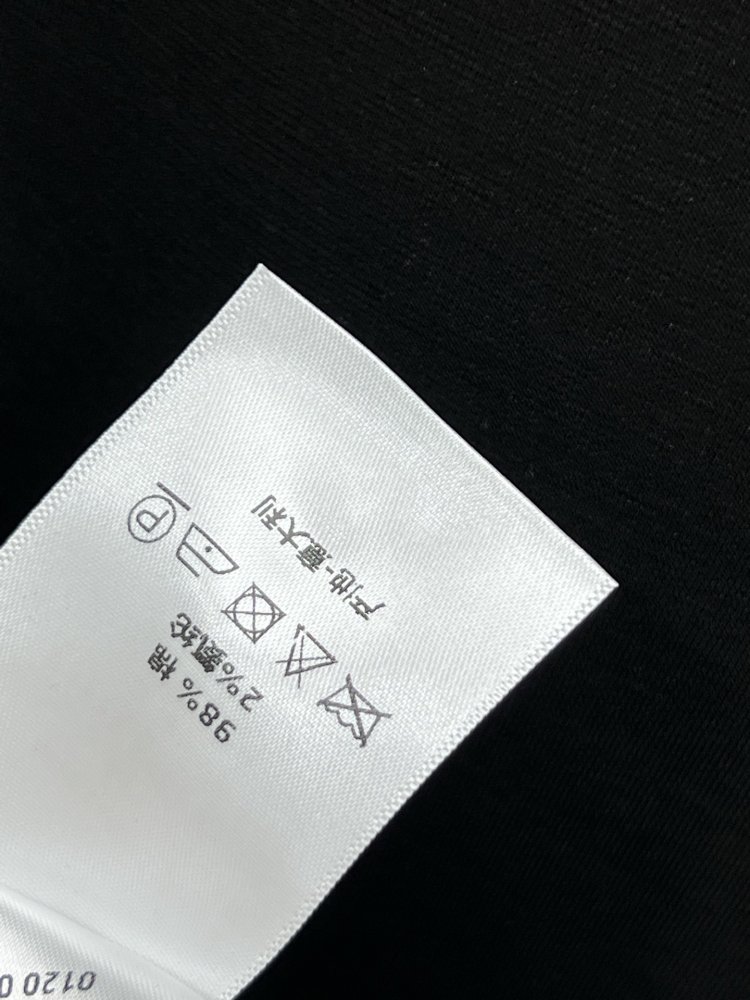 98% 棉
2% 氨纶
产地-意大利